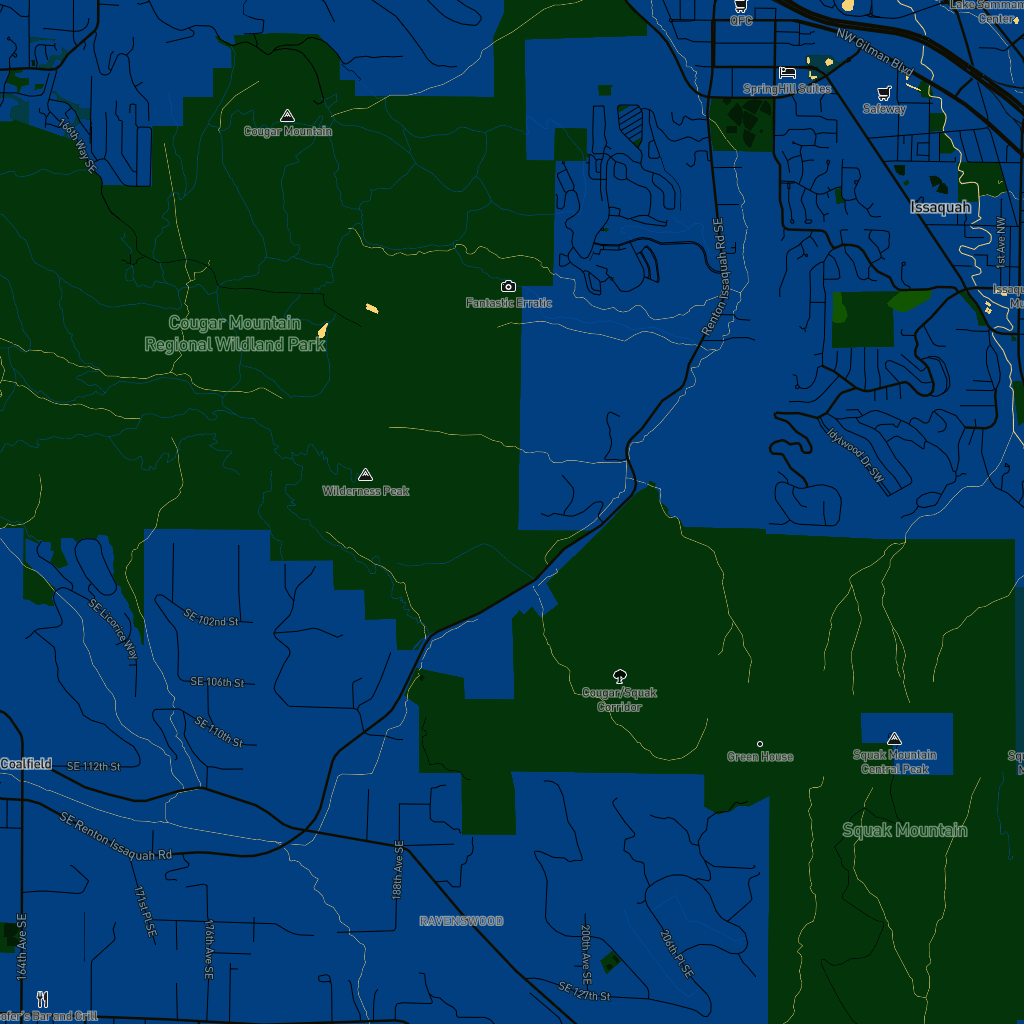 Lake Sammam
Center
QFC
NW Gilman Blvd
SpringHill Suites
Safeway
Cougar Mountain
166th Way SE
Issaquah
1st Ave NW
Renton Issaquah Rd SE
Fantastic Erratic
Issaqu
Mu
Cougar Mountain
Regional Wildland Park
Idylwood Dr SW
Wilderness Peak
SE Licorice Way
SE 102nd St
SE 106th St
SE 110th St
Cougar/Squak
Corridor
Green House
Squak Mountain
Central Peak
Squ
M
Coalfield
SE 112th St
SE Renton Issaquah Rd
Squak Mountain
188th Ave SE
171st Pl SE
176th Ave SE
164th Ave SE
RAVENSWOOD
200th Ave SE
206th Pl SE
SE 127th St
ofer's Bar and Grill